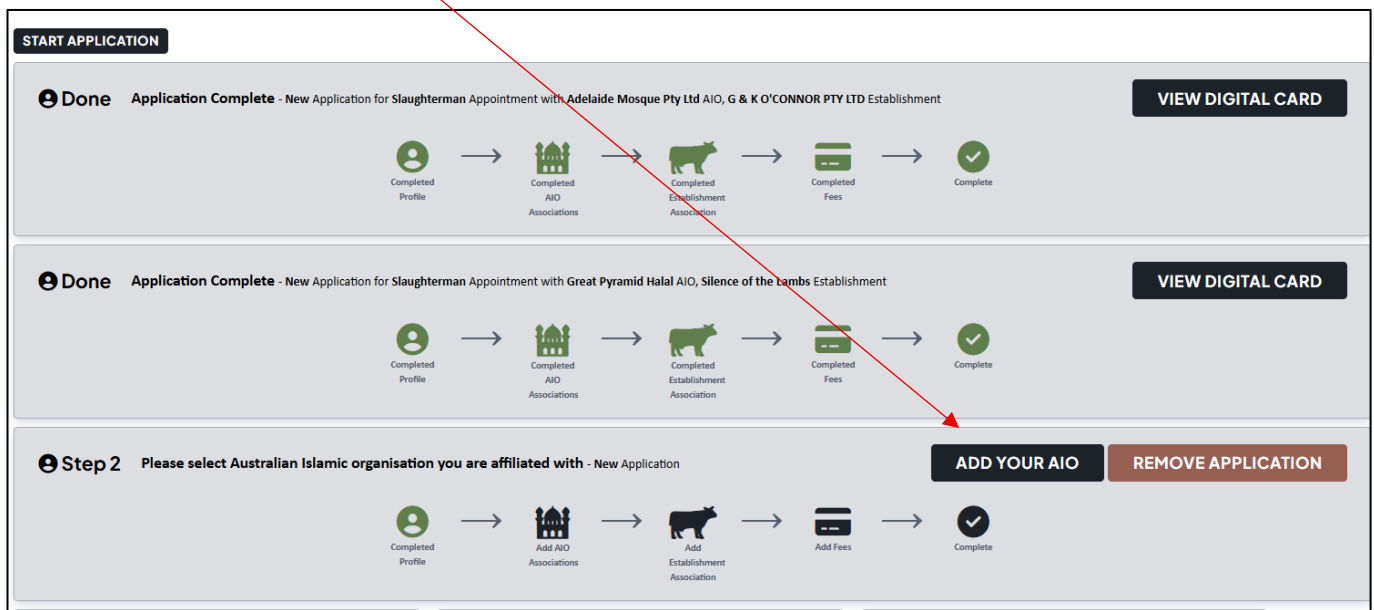 START APPLICATION
Done Application Complete - New Application for Slaughterman Appointment with Adelaide Mosque Pty Ltd AIO, G & K O'CONNOR PTY LTD Establishment VIEW DIGITAL CARD
Completed Profile
Completed AIO Associations
Completed Establishment Association
Completed Fees
Complete
Done Application Complete - New Application for Slaughterman Appointment with Great Pyramid Halal AIO, Silence of the Lambs Establishment VIEW DIGITAL CARD
Completed Profile
Completed AIO Associations
Completed Establishment Association
Completed Fees
Complete
Step 2 Please select Australian Islamic organisation you are affiliated with - New Application ADD YOUR AIO REMOVE APPLICATION
Completed Profile
Add AIO Associations
Add Establishment Association
Add Fees
Complete